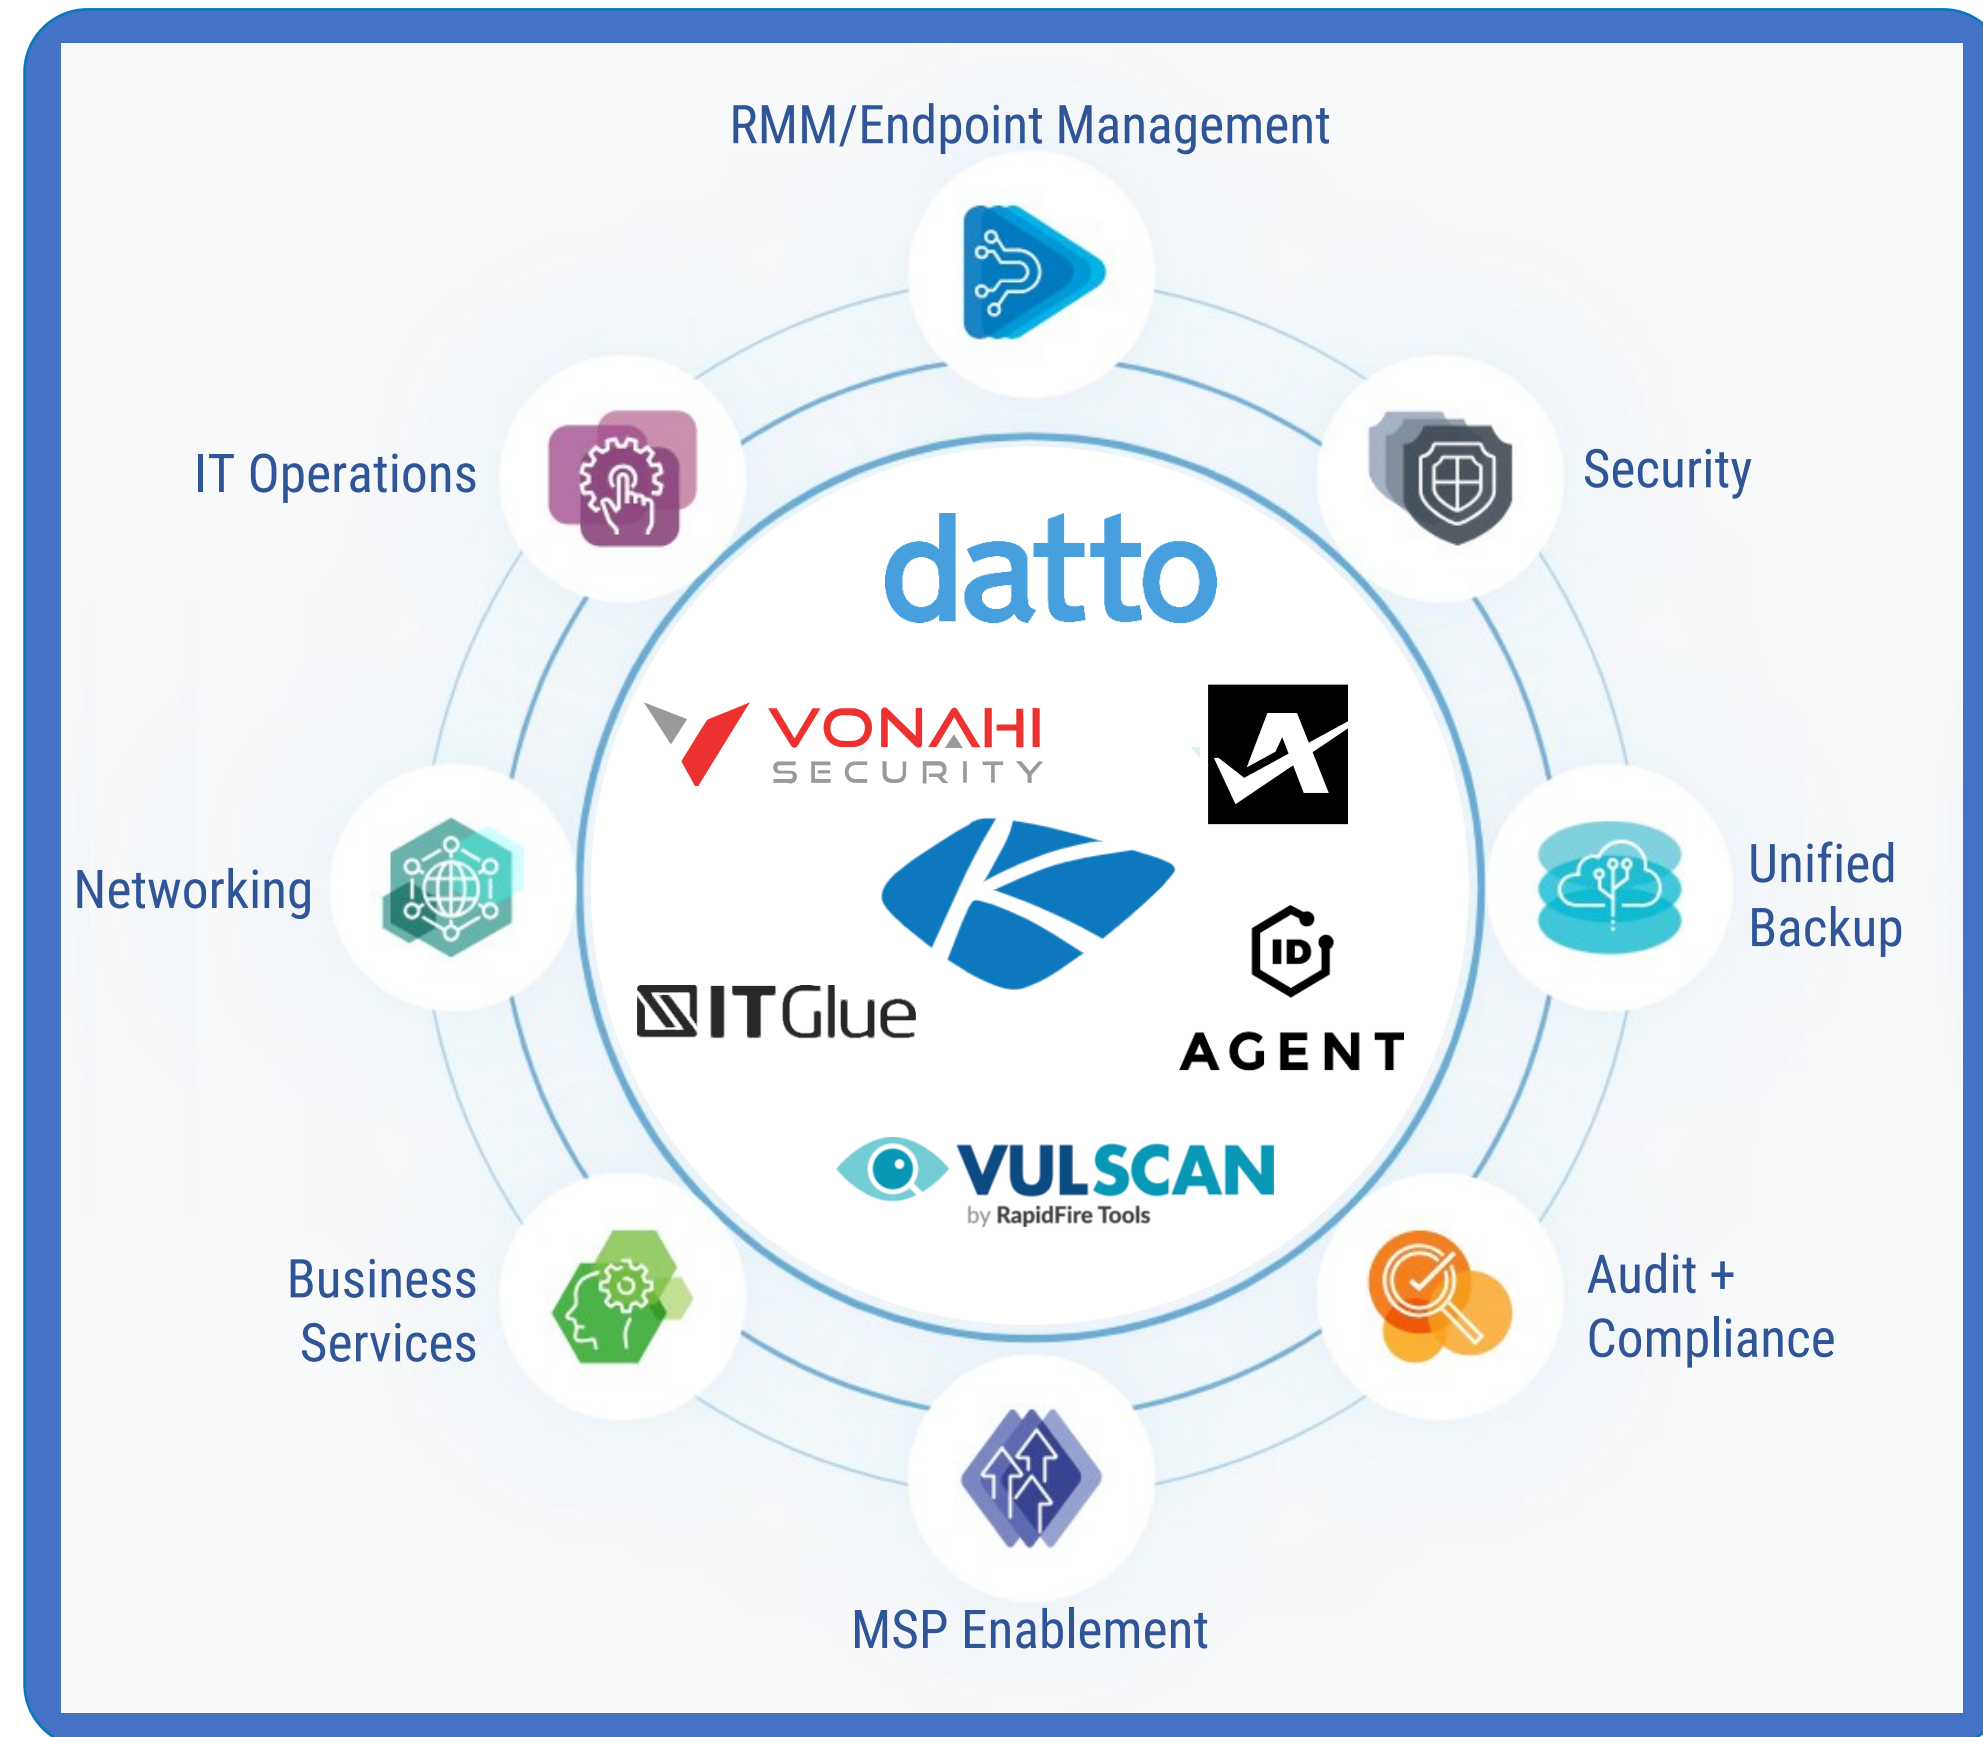 RMM/Endpoint Management
IT Operations
Security
datto
VONAHI
SECURITY
Networking
Unified
Backup
ID
AGENT
ITGlue
VULSCAN
by RapidFire Tools
Business
Services
Audit +
Compliance
MSP Enablement